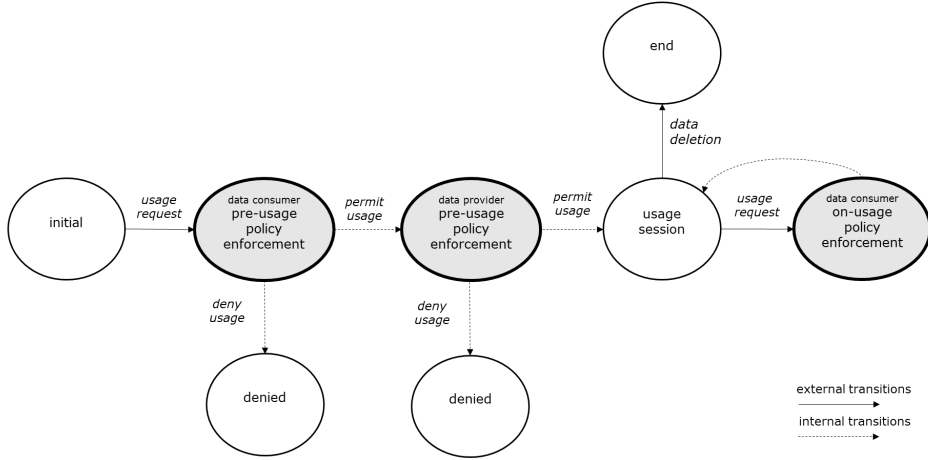 end
data
deletion
initial
usage
request
data consumer
pre-usage
policy
enforcement
permit
usage
data provider
pre-usage
policy
enforcement
permit
usage
usage
session
usage
request
data consumer
on-usage
policy
enforcement
deny
usage
deny
usage
denied
denied
external transitions
internal transitions